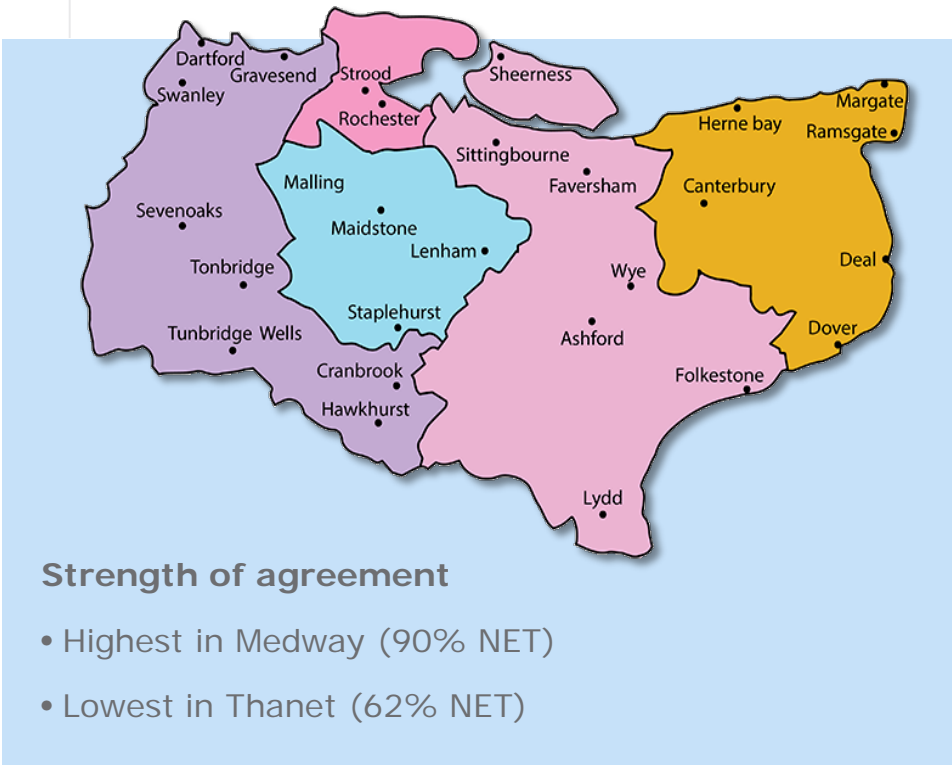 Dartford
Gravesend
Swanley
Strood
Rochester
Sheerness
Margate
Herne bay
Ramsgate
Sittingbourne
Faversham
Canterbury
Malling
Maidstone
Lenham
Sevenoaks
Tonbridge
Wye
Deal
Staplehurst
Tunbridge Wells
Ashford
Dover
Cranbrook
Folkestone
Hawkhurst
Lydd
Strength of agreement
• Highest in Medway (90% NET)
• Lowest in Thanet (62% NET)